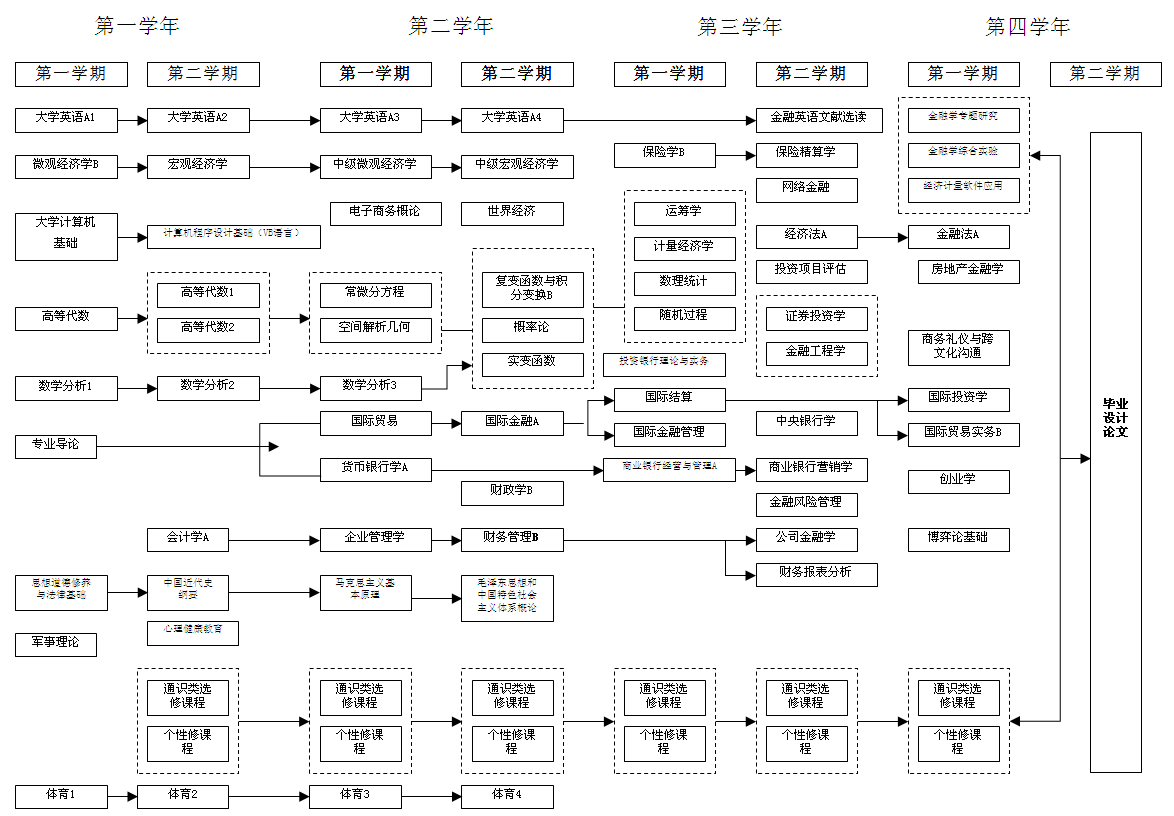 第一学年
第二学年
第三学年
第四学年
第一学期
第二学期
第一学期
第二学期
第一学期
第二学期
第一学期
第二学期
大学英语A1
大学英语A2
大学英语A3
大学英语A4
金融英语文献选读
金融学专题研究
微观经济学B
宏观经济学
中级微观经济学
中级宏观经济学
保险学B
保险精算学
金融学综合实验
网络金融
经济计量软件应用
大学计算机
基础
计算机程序设计基础（VB语言）
电子商务概论
世界经济
运筹学
计量经济学
数理统计
随机过程
经济法A
金融法A
投资项目评估
房地产金融学
高等代数
高等代数1
高等代数2
常微分方程
空间解析几何
复变函数与积
分变换B
概率论
实变函数
证券投资学
金融工程学
商务礼仪与跨
文化沟通
投资银行理论与实务
数学分析1
数学分析2
数学分析3
国际结算
国际投资学
专业导论
国际贸易
国际金融A
国际金融管理
中央银行学
国际贸易实务B
货币银行学A
商业银行经营与管理A
商业银行营销学
财政学B
金融风险管理
创业学
会计学A
企业管理学
财务管理B
公司金融学
博弈论基础
财务报表分析
思想道德修养
与法律基础
中国近代史
纲要
马克思主义基
本原理
毛泽东思想和
中国特色社会
主义体系概论
军事理论
心理健康教育
通识类选
修课程
个性修课
程
通识类选
修课程
个性修课
程
通识类选
修课程
个性修课
程
通识类选
修课程
个性修课
程
通识类选
修课程
个性修课
程
通识类选
修课程
个性修课
程
体育1
体育2
体育3
体育4
毕业
设计
论文